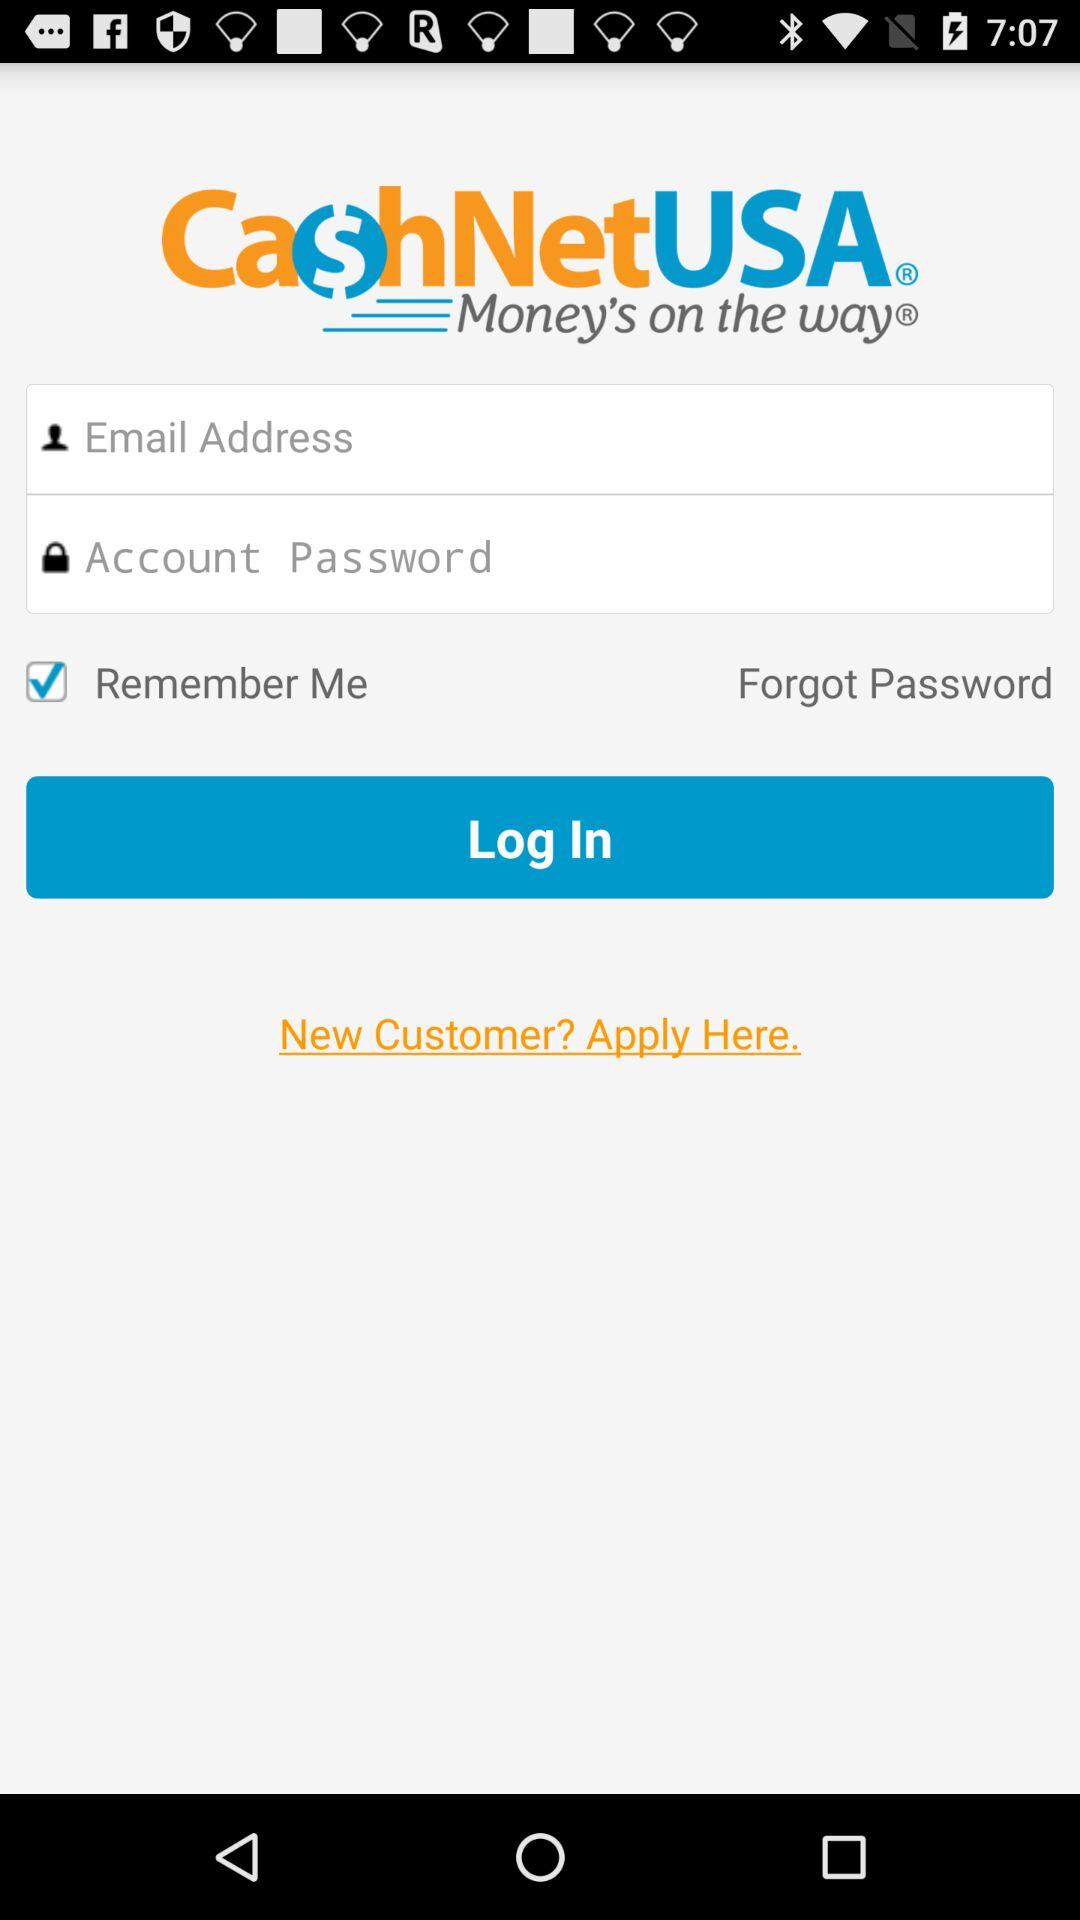 7:07
CashNetUSA®
Money's on the way®
Email Address
Account Password
Remember Me
Forgot Password
Log In
New Customer? Apply Here.